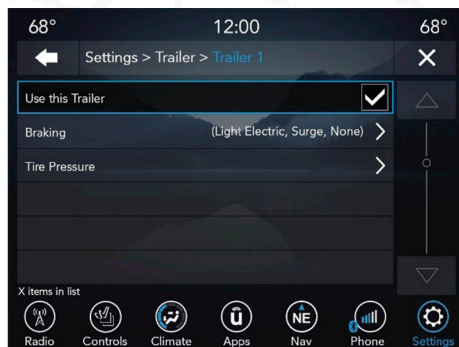 68° 12:00 68°
Settings > Trailer > Trailer 1
Use this Trailer
Braking (Light Electric, Surge, None)
Tire Pressure
X items in list
û NE
Radio Controls Climate Apps Nav Phone Settings